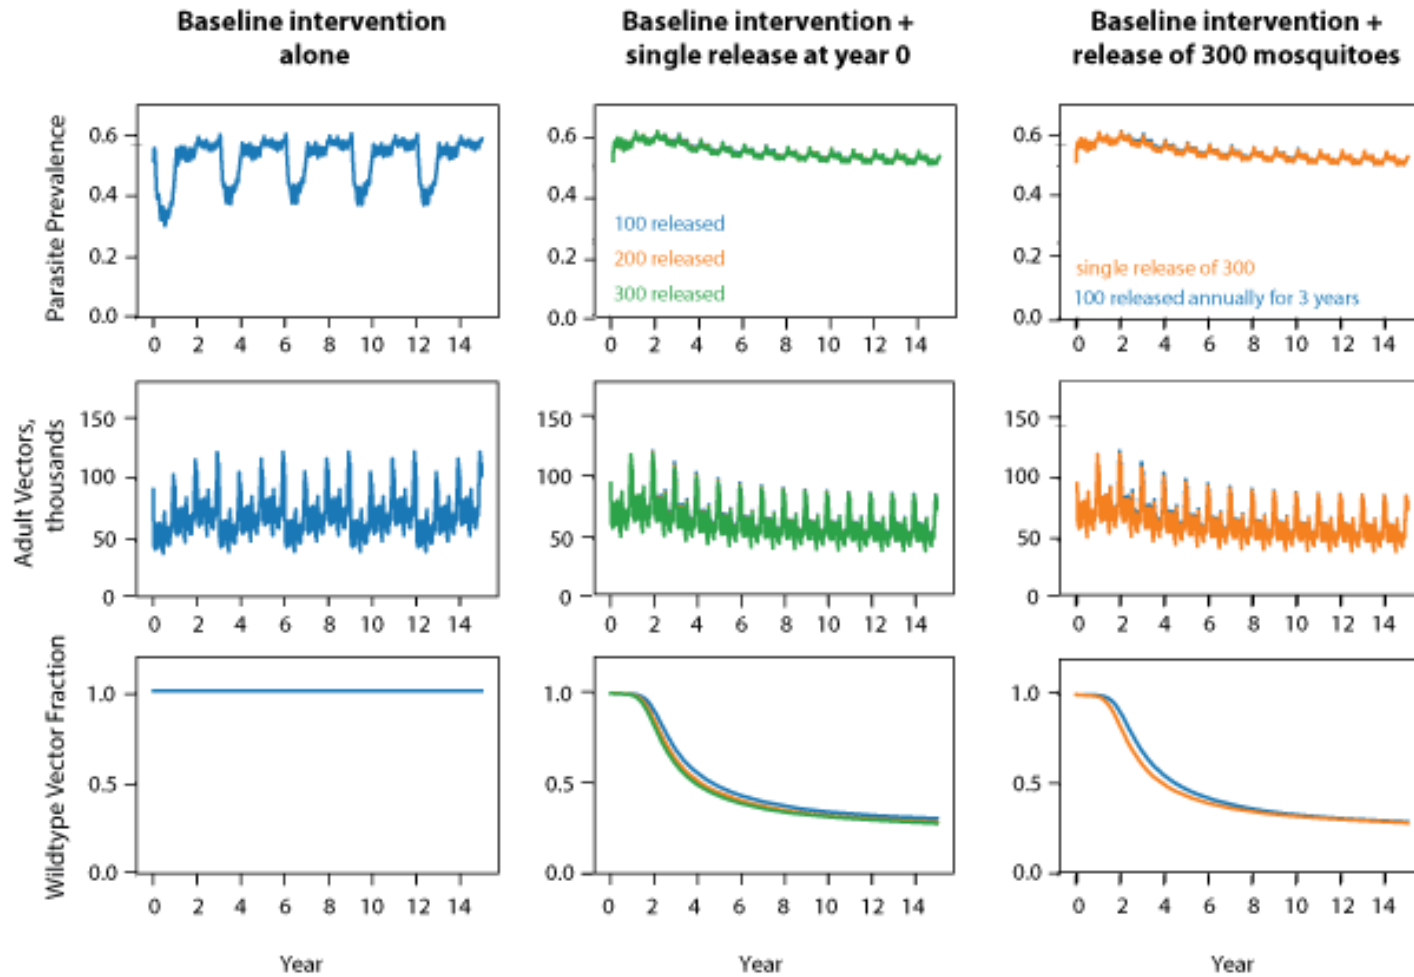 Baseline intervention
alone
Baseline intervention +
single release at year 0
Baseline intervention +
release of 300 mosquitoes
Parasite Prevalence
0.6
0.4
0.2
0.0
0 2 4 6 8 10 12 14
0.6
0.4
0.2
0.0
100 released
200 released
300 released
0 2 4 6 8 10 12 14
0.6
0.4
0.2
0.0
single release of 300
100 released annually for 3 years
0 2 4 6 8 10 12 14
Adult Vectors,
thousands
150
100
50
0
0 2 4 6 8 10 12 14
150
100
50
0
0 2 4 6 8 10 12 14
150
100
50
0
0 2 4 6 8 10 12 14
Wildtype Vector Fraction
1.0
0.5
0.0
0 2 4 6 8 10 12 14
1.0
0.5
0.0
0 2 4 6 8 10 12 14
1.0
0.5
0.0
0 2 4 6 8 10 12 14
Year
Year
Year